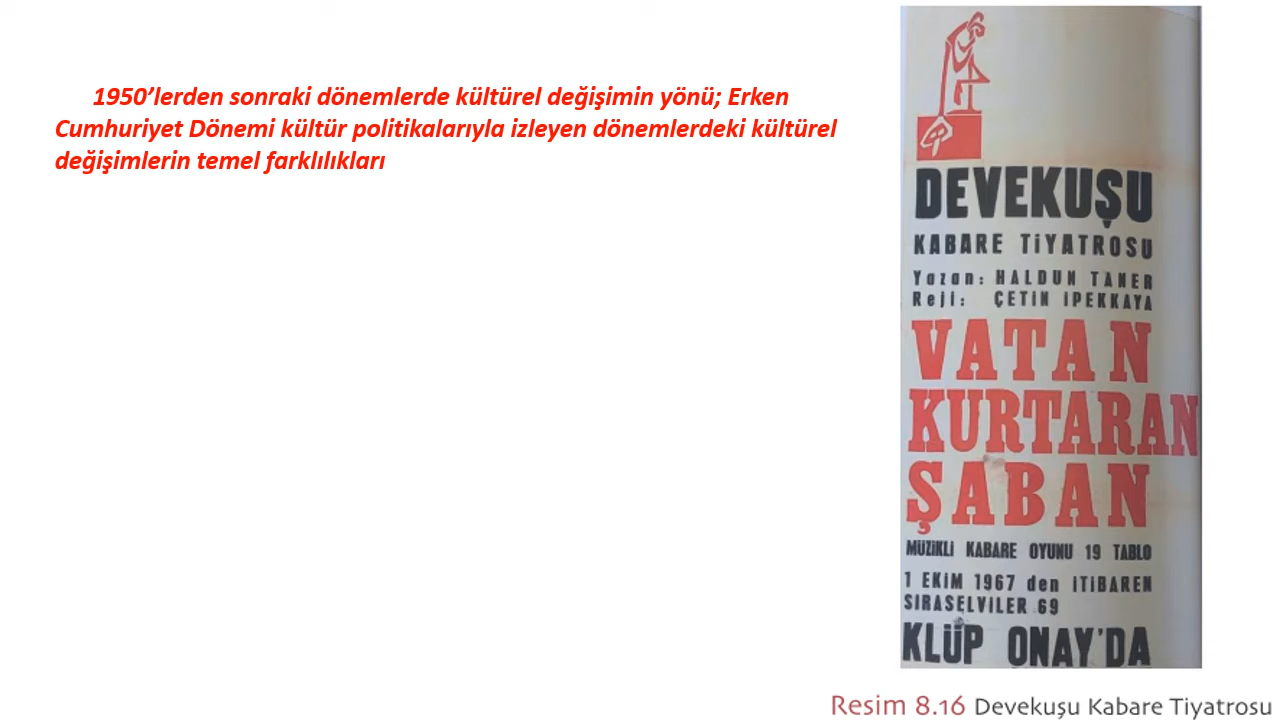 1950’lerden sonraki dönemlerde kültürel değişimin yönü; Erken
Cumhuriyet Dönemi kültür politikalarıyla izleyen dönemlerdeki kültürel
değişimlerin temel farklılıkları
DEVEKUŞU
KABARE TİYATROSU
Yazan: HALDUN TANER
Reji: ÇETİN İPEKKAYA
VATAN
KURTARAN
ŞABAN
MÜZİKLİ KABARE OYUNU 19 TABLO
1 EKİM 1967 den İTİBAREN
SIRASELVİLER 69
KLÜP ONAY'DA
Resim 8.16 Devekuşu Kabare Tiyatrosu